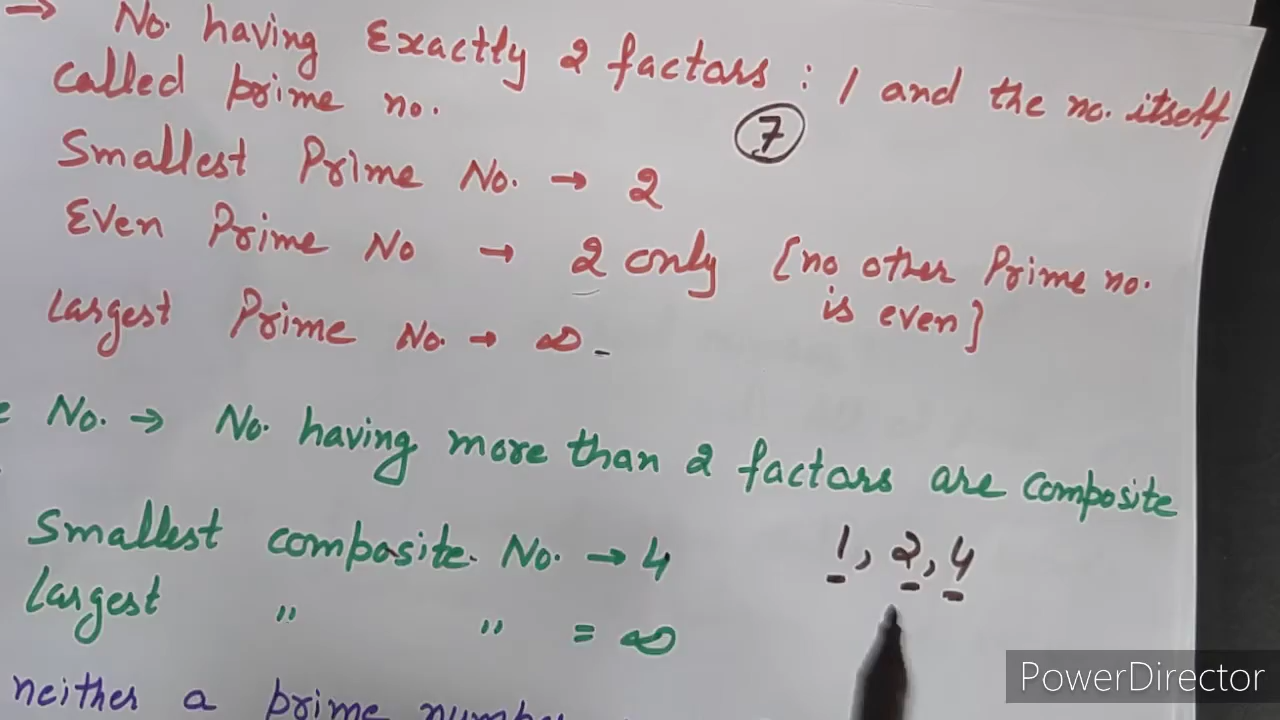 → No. having Exactly 2 factors : 1 and the no. itself
called prime no.
7
Smallest Prime No. → 2
Even Prime No → 2 only [no other Prime no.
is even]
Largest Prime No. → ∞
e No. → No. having more than 2 factors are composite
Smallest composite. No. → 4
1, 2, 4
Largest " " = ∞
neither a prime number
PowerDirector